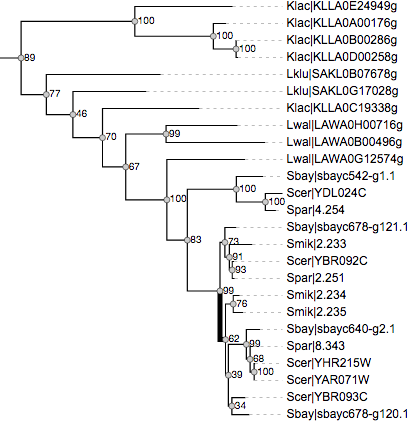 Klac|KLLA0E24949g
100
Klac|KLLA0A00176g
100
Klac|KLLA0B00286g
100
89
Klac|KLLA0D00258g
Lklu|SAKL0B07678g
77
Lklu|SAKL0G17028g
46
Klac|KLLA0C19338g
70
Lwal|LAWA0H00716g
99
Lwal|LAWA0B00496g
67
Lwal|LAWA0G12574g
Sbay|sbayc542-g1.1
100
Scer|YDL024C
100
100
Spar|4.254
Sbay|sbayc678-g121.1
83
73
Smik|2.233
91
Scer|YBR092C
93
Spar|2.251
99
Smik|2.234
76
Smik|2.235
Sbay|sbayc640-g2.1
62
99
Spar|8.343
68
Scer|YHR215W
100
39
Scer|YAR071W
Scer|YBR093C
34
Sbay|sbayc678-g120.1